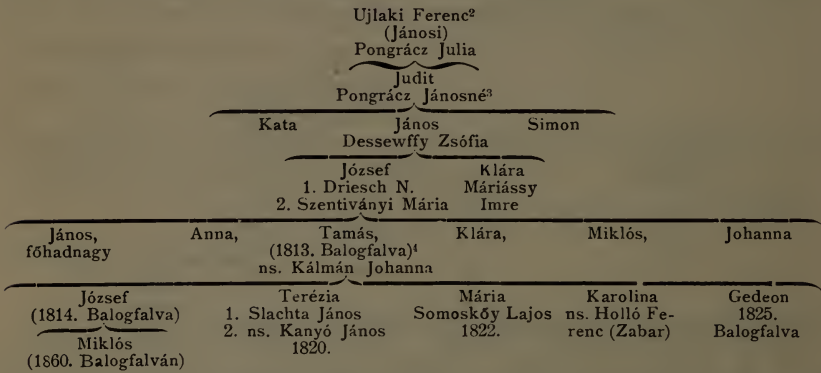 Ujlaki Ferenc²
(Jánosi)
Pongrácz Julia
Judit
Pongrácz Jánosné³
Kata János Simon
Dessewffy Zsófia
József Klára
1. Driesch N. Máriássy
2. Szentiványi Mária Imre
János, Anna, Tamás, Klára, Miklós, Johanna
főhadnagy (1813. Balogfalva)⁴
ns. Kálmán Johanna
József Terézia Mária Karolina Gedeon
(1814. Balogfalva) 1. Slachta János Somoskőy Lajos ns. Holló Fe- 1825.
2. ns. Kanyó János 1822. renc (Zabar) Balogfalva
Miklós 1820.
(1860. Balogfalván)